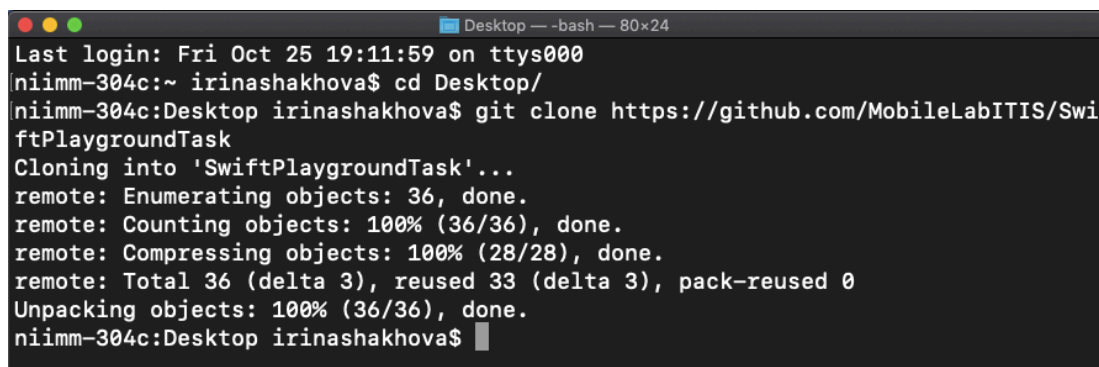 Desktop — -bash — 80×24
Last login: Fri Oct 25 19:11:59 on ttys000
[niimm-304c:~ irinashakhova$ cd Desktop/
[niimm-304c:Desktop irinashakhova$ git clone https://github.com/MobileLabITIS/Swi
ftPlaygroundTask
Cloning into 'SwiftPlaygroundTask'...
remote: Enumerating objects: 36, done.
remote: Counting objects: 100% (36/36), done.
remote: Compressing objects: 100% (28/28), done.
remote: Total 36 (delta 3), reused 33 (delta 3), pack-reused 0
Unpacking objects: 100% (36/36), done.
niimm-304c:Desktop irinashakhova$